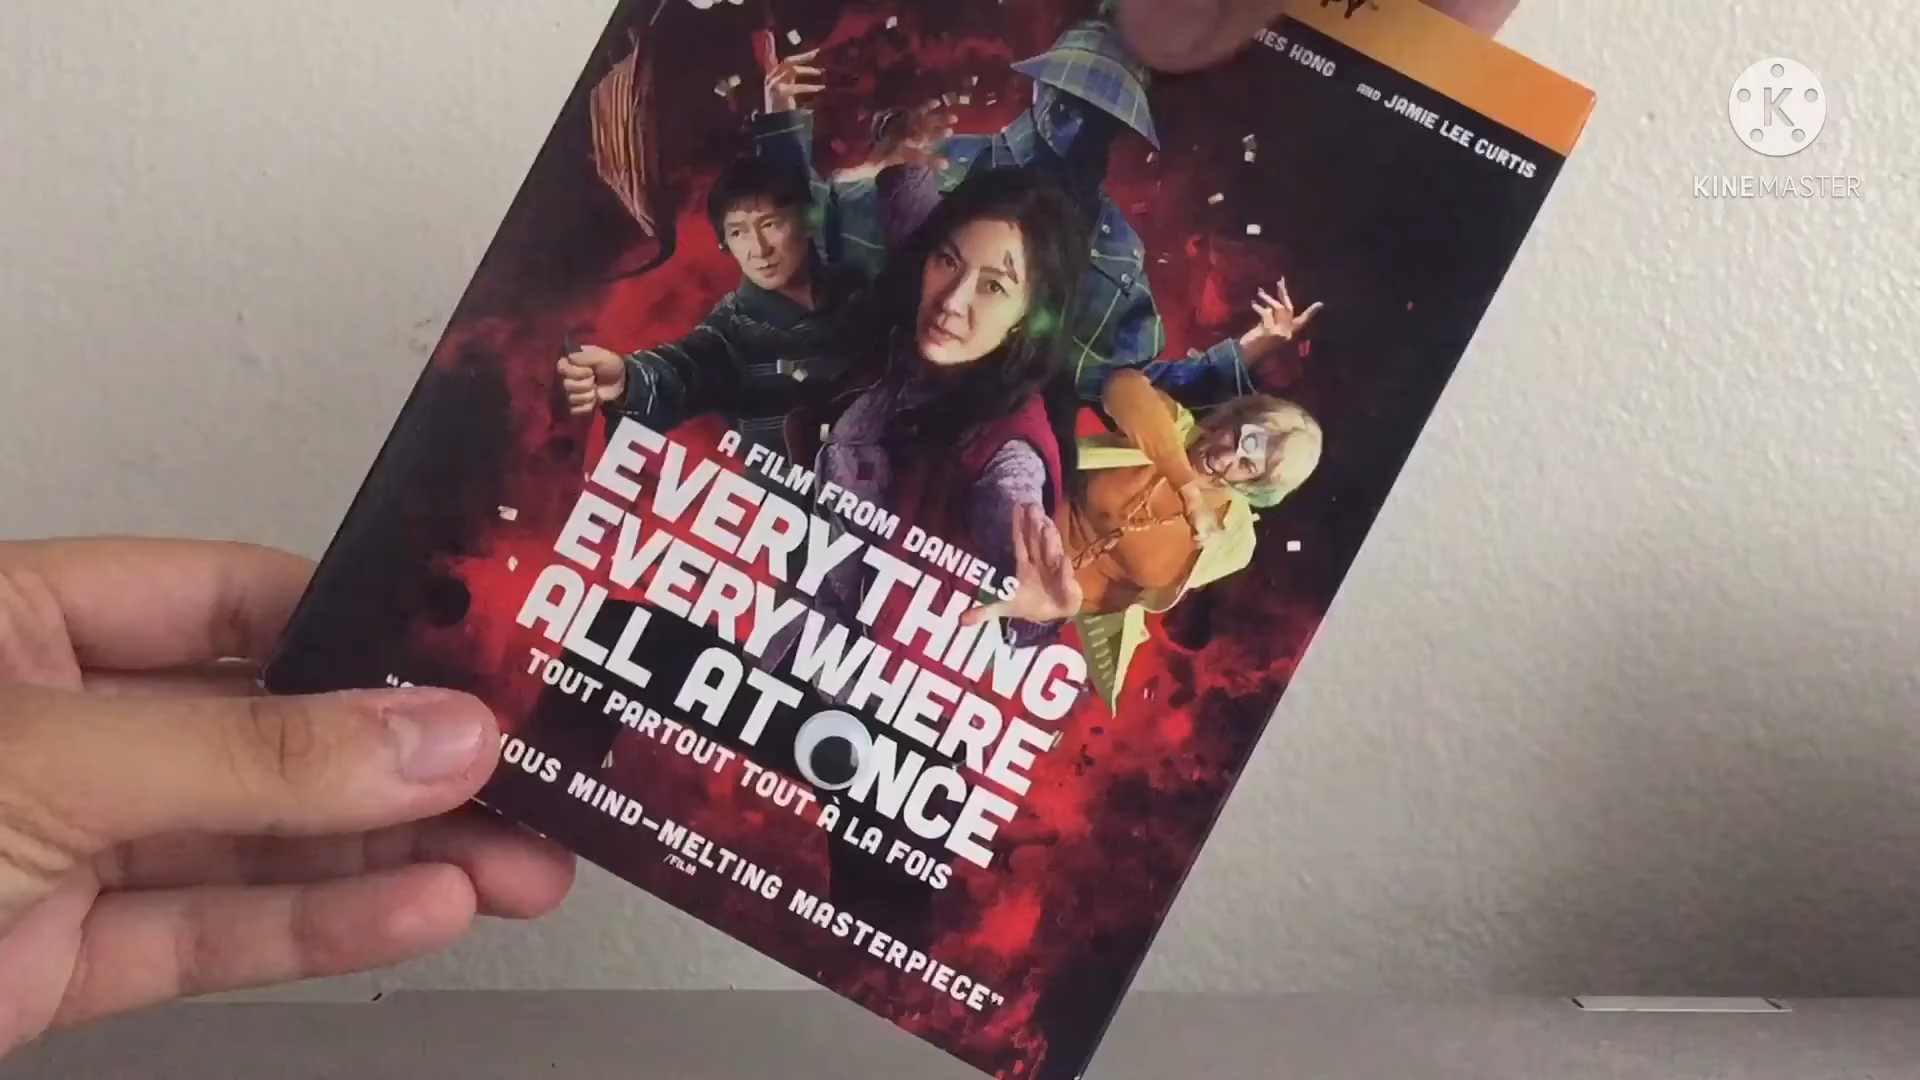 HONG AND JAMIE LEE CURTIS
K
KINEMASTER
A FILM FROM DANIELS
EVERYTHING
EVERYWHERE
ALL AT ONCE
TOUT PARTOUT TOUT À LA FOIS
MIND-MELTING MASTERPIECE"
/FILM